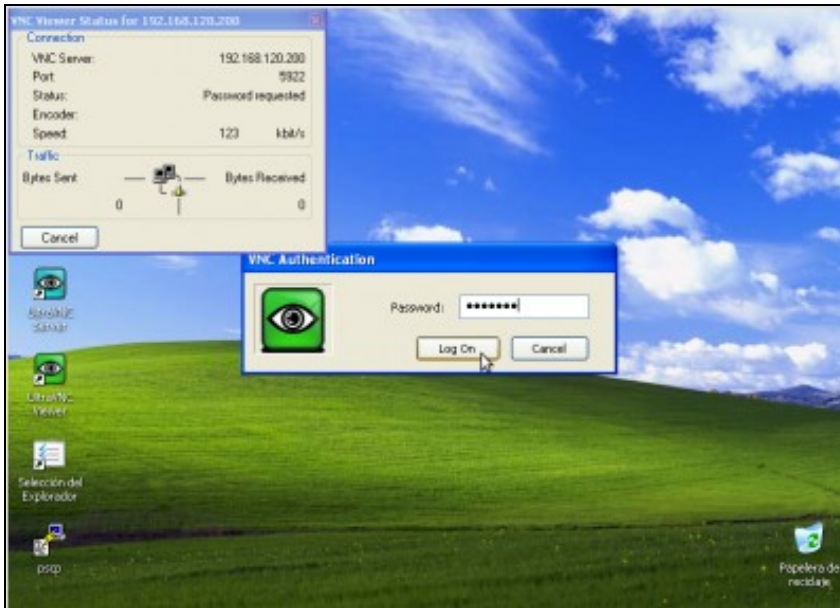 VNC Viewer Status for 192.168.120.200
Connection
VNC Server: 192.168.120.200
Port 5922
Status: Password requested
Encoder:
Speed: 123 kbit/s
Traffic
Bytes Sent Bytes Received
0 0
Cancel
VNC Authentication
Password: •••••••
Log On Cancel
UltraVNC
Server
UltraVNC
Viewer
Selección del
Explorador
pscp
Papelera de
reciclaje